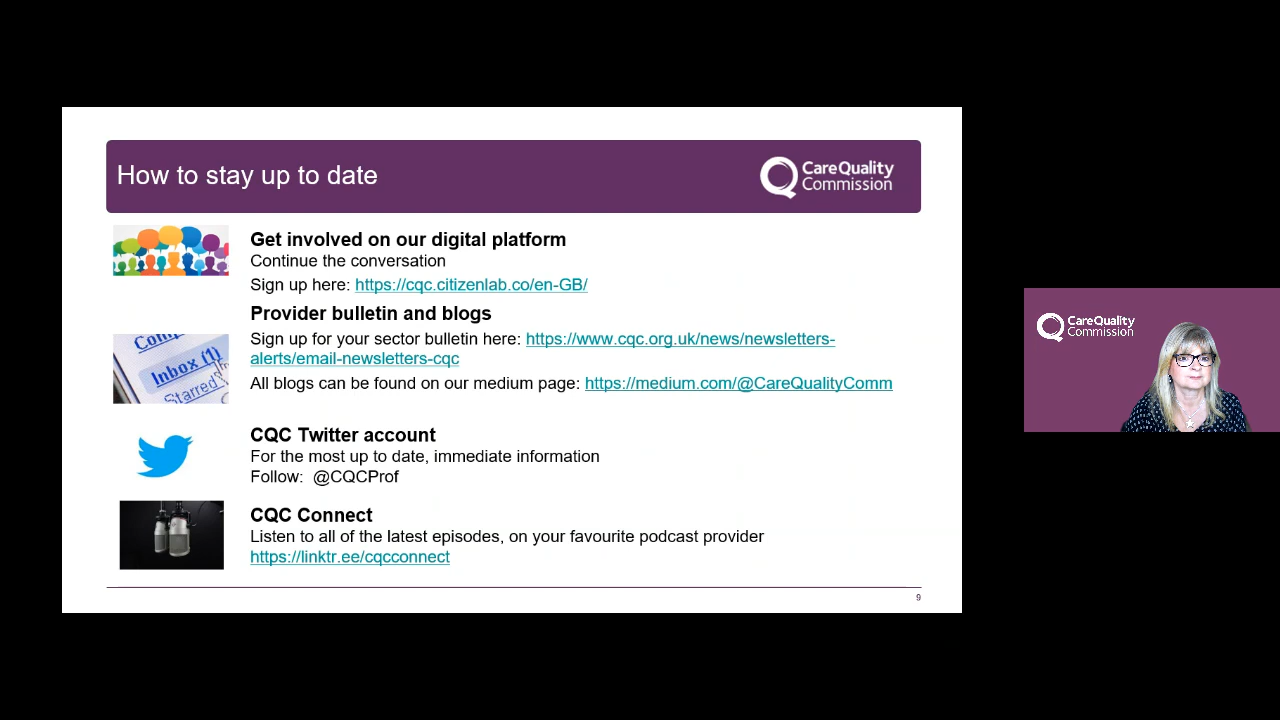 How to stay up to date
CareQuality
Commission
Get involved on our digital platform
Continue the conversation
Sign up here: https://cqc.citizenlab.co/en-GB/
Provider bulletin and blogs
Sign up for your sector bulletin here: https://www.cqc.org.uk/news/newsletters-
alerts/email-newsletters-cqc
All blogs can be found on our medium page: https://medium.com/@CareQualityComm
Inbox (1)
Starred
CQC Twitter account
For the most up to date, immediate information
Follow:  @CQCProf
CQC Connect
Listen to all of the latest episodes, on your favourite podcast provider
https://linktr.ee/cqcconnect
9
CareQuality
Commission